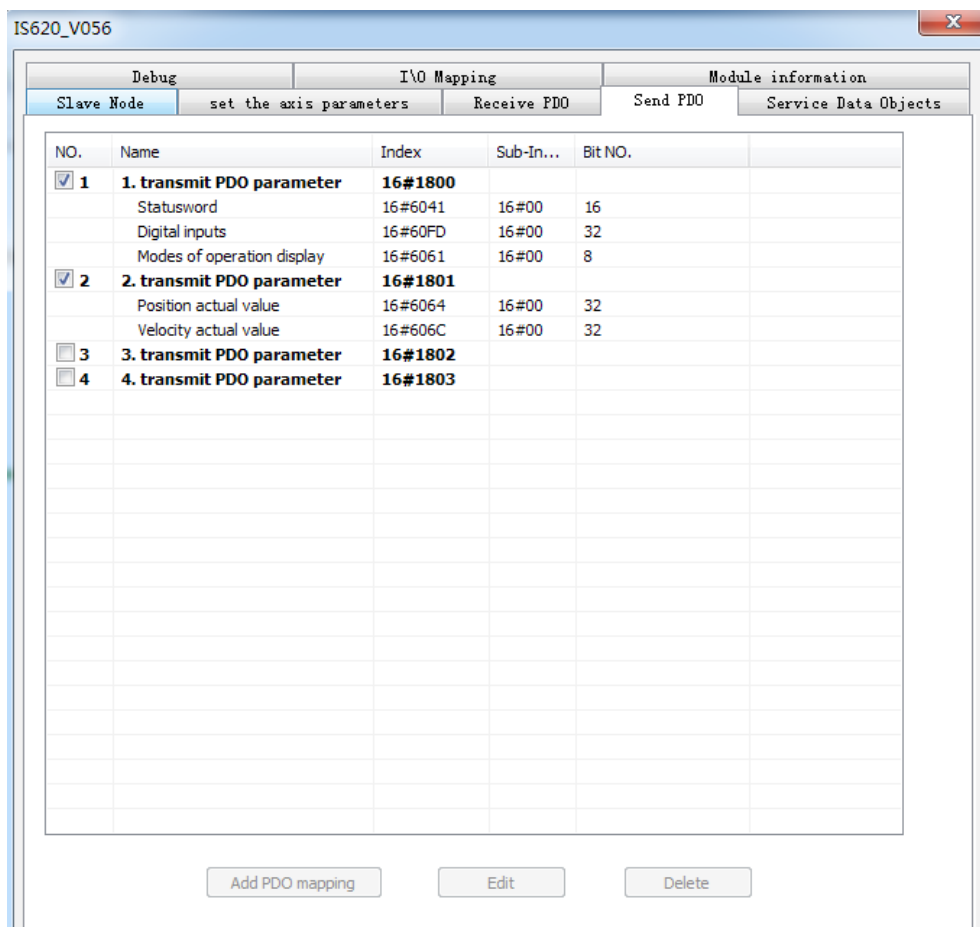 IS620_V056
Debug I\O Mapping Module information
Slave Node set the axis parameters Receive PDO Send PDO Service Data Objects
NO. Name Index Sub-In... Bit NO.
1 1. transmit PDO parameter 16#1800
Statusword 16#6041 16#00 16
Digital inputs 16#60FD 16#00 32
Modes of operation display 16#6061 16#00 8
2 2. transmit PDO parameter 16#1801
Position actual value 16#6064 16#00 32
Velocity actual value 16#606C 16#00 32
3 3. transmit PDO parameter 16#1802
4 4. transmit PDO parameter 16#1803
Add PDO mapping Edit Delete